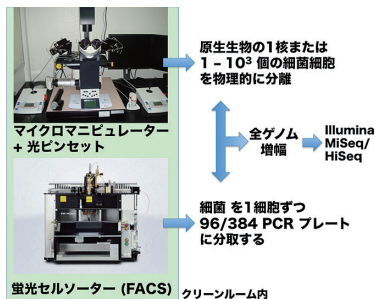 原生生物の1核または
1 – 10³ 個の細菌細胞
を物理的に分離
マイクロマニピュレーター
+ 光ピンセット
全ゲノム
増幅
Illumina
MiSeq/
HiSeq
細菌 を1細胞ずつ
96/384 PCR プレート
に分取する
蛍光セルソーター (FACS)
クリーンルーム内